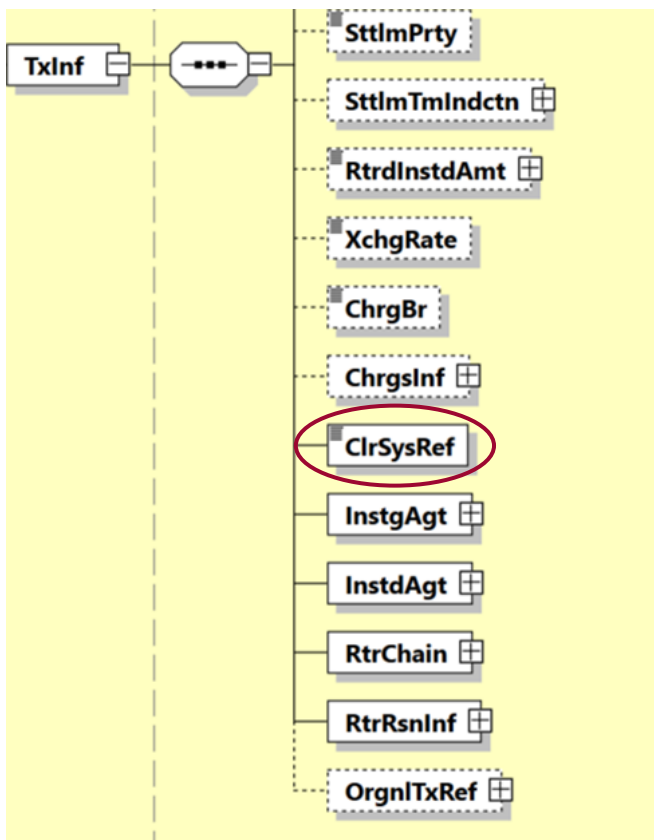 SttlmPrty
TxInf
SttlmTmIndctn
RtrdInstdAmt
XchgRate
ChrgBr
ChrgsInf
ClrSysRef
InstgAgt
InstdAgt
RtrChain
RtrRsnInf
OrgnlTxRef